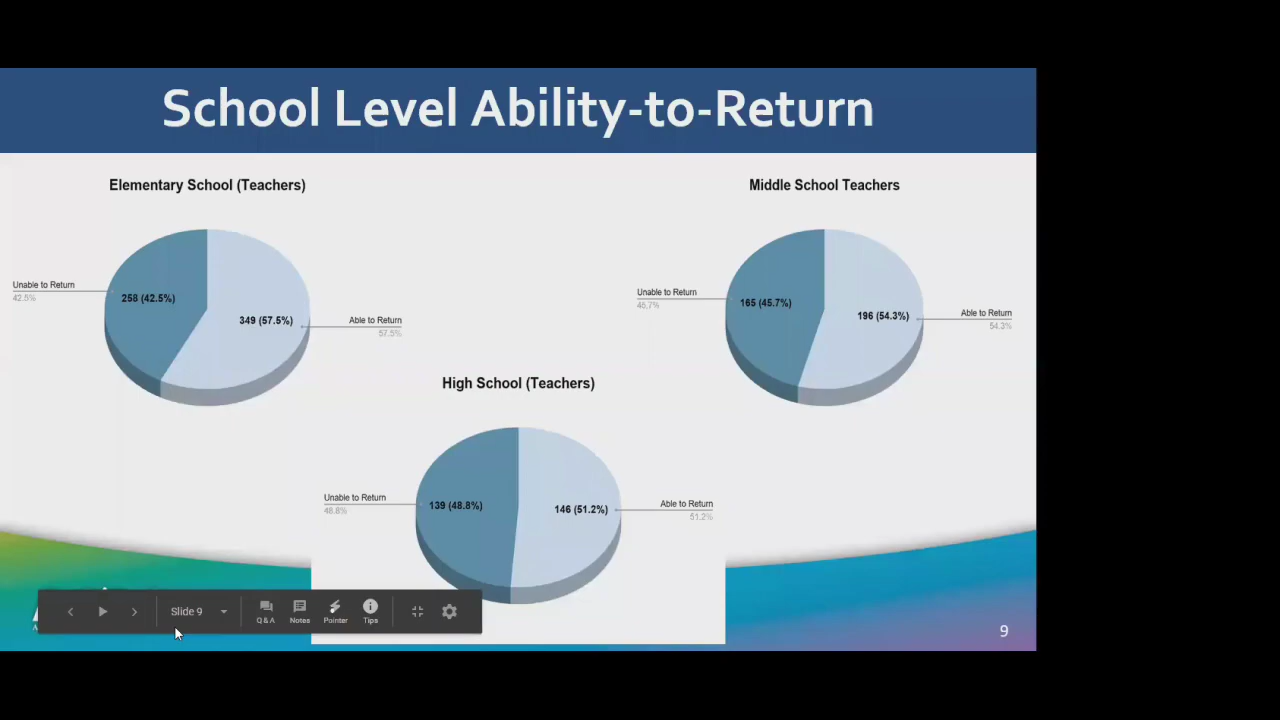 School Level Ability-to-Return
Elementary School (Teachers)
Unable to Return
42.5%
258 (42.5%)
349 (57.5%)
Able to Return
57.5%
Middle School Teachers
Unable to Return
45.7%
165 (45.7%)
196 (54.3%)
Able to Return
54.3%
High School (Teachers)
Unable to Return
48.8%
139 (48.8%)
146 (51.2%)
Able to Return
51.2%
Slide 9
Q & A
Notes
Pointer
Tips
9